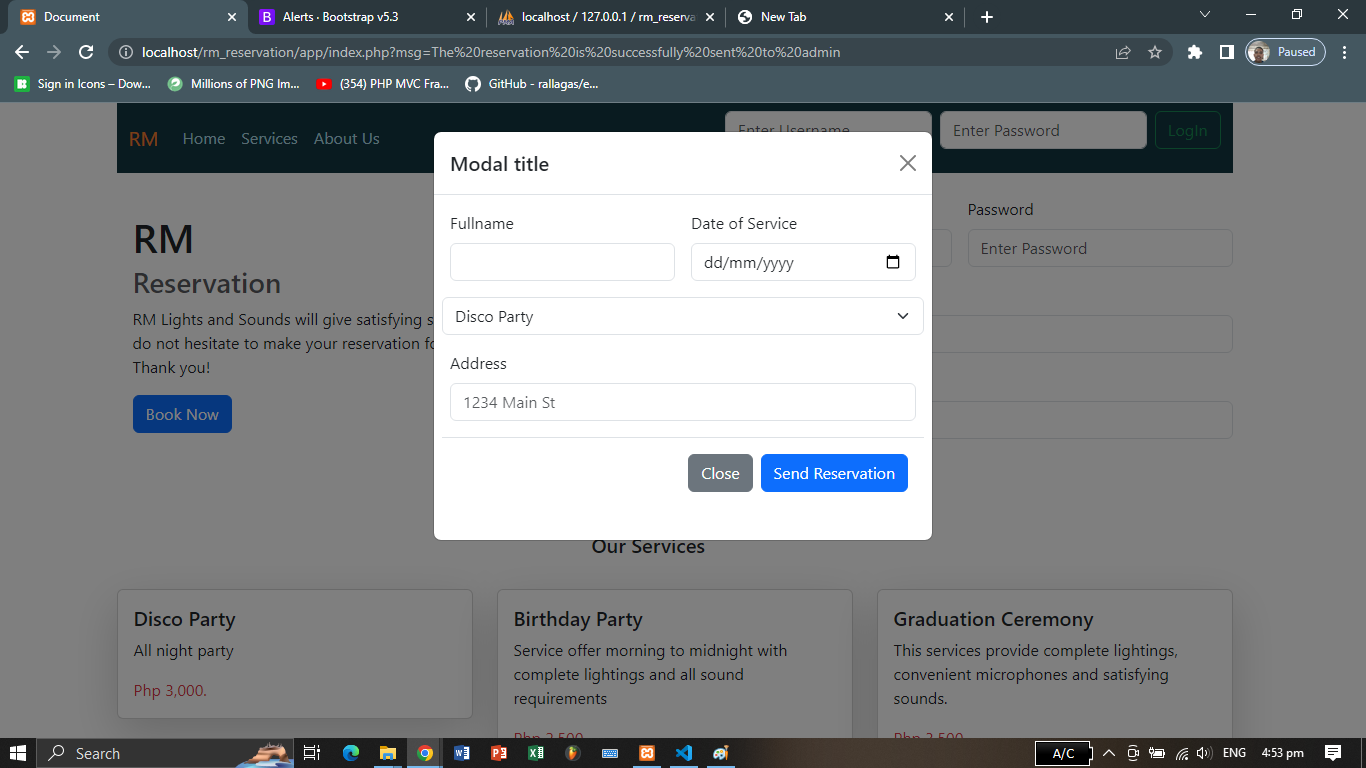 Document
Alerts · Bootstrap v5.3
localhost / 127.0.0.1 / rm_reserva
New Tab
localhost/rm_reservation/app/index.php?msg=The%20reservation%20is%20successfully%20sent%20to%20admin
Paused
Sign in Icons – Dow...
Millions of PNG Im...
(354) PHP MVC Fra...
GitHub - rallagas/e...
RM
Home
Services
About Us
Enter Username
Enter Password
LogIn
Modal title
Fullname
Date of Service
dd/mm/yyyy
Disco Party
Address
1234 Main St
Close
Send Reservation
Password
Enter Password
RM
Reservation
RM Lights and Sounds will give satisfying s
do not hesitate to make your reservation fo
Thank you!
Book Now
Our Services
Disco Party
All night party
Php 3,000.
Birthday Party
Service offer morning to midnight with
complete lightings and all sound
requirements
Php 2,500
Graduation Ceremony
This services provide complete lightings,
convenient microphones and satisfying
sounds.
Php 2,500
Search
A/C
ENG
4:53 pm